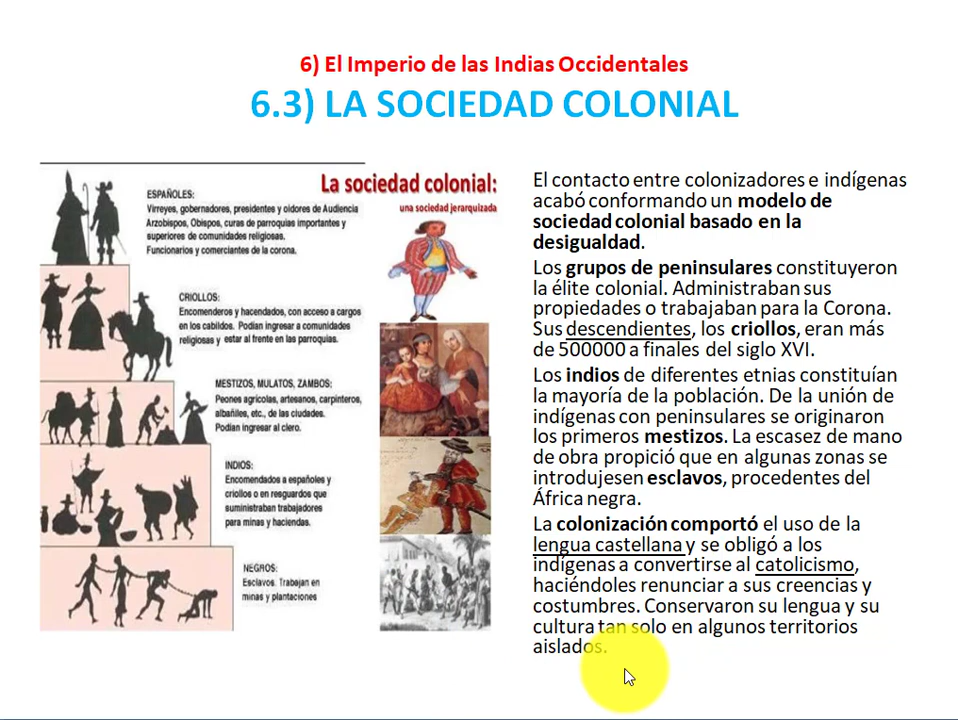 6) El Imperio de las Indias Occidentales
6.3) LA SOCIEDAD COLONIAL
La sociedad colonial:
una sociedad jerarquizada
ESPAÑOLES:
Virreyes, gobernadores, presidentes y oidores de Audiencia
Arzobispos, Obispos, curas de parroquias importantes y
superiores de comunidades religiosas.
Funcionarios y comerciantes de la corona.
CRIOLLOS:
Encomenderos y hacendados, con acceso a cargos
en los cabildos. Podían ingresar a comunidades
religiosas y estar al frente en las parroquias.
MESTIZOS, MULATOS, ZAMBOS:
Peones agrícolas, artesanos, carpinteros,
albañiles, etc., de las ciudades.
Podían ingresar al clero.
INDIOS:
Encomendados a españoles y
criollos o en resguardos que
suministraban trabajadores
para minas y haciendas.
NEGROS:
Esclavos. Trabajan en
minas y plantaciones
El contacto entre colonizadores e indígenas
acabó conformando un modelo de
sociedad colonial basado en la
desigualdad.
Los grupos de peninsulares constituyeron
la élite colonial. Administraban sus
propiedades o trabajaban para la Corona.
Sus descendientes, los criollos, eran más
de 500000 a finales del siglo XVI.
Los indios de diferentes etnias constituían
la mayoría de la población. De la unión de
indígenas con peninsulares se originaron
los primeros mestizos. La escasez de mano
de obra propició que en algunas zonas se
introdujesen esclavos, procedentes del
África negra.
La colonización comportó el uso de la
lengua castellana y se obligó a los
indígenas a convertirse al catolicismo,
haciéndoles renunciar a sus creencias y
costumbres. Conservaron su lengua y su
cultura tan solo en algunos territorios
aislados.